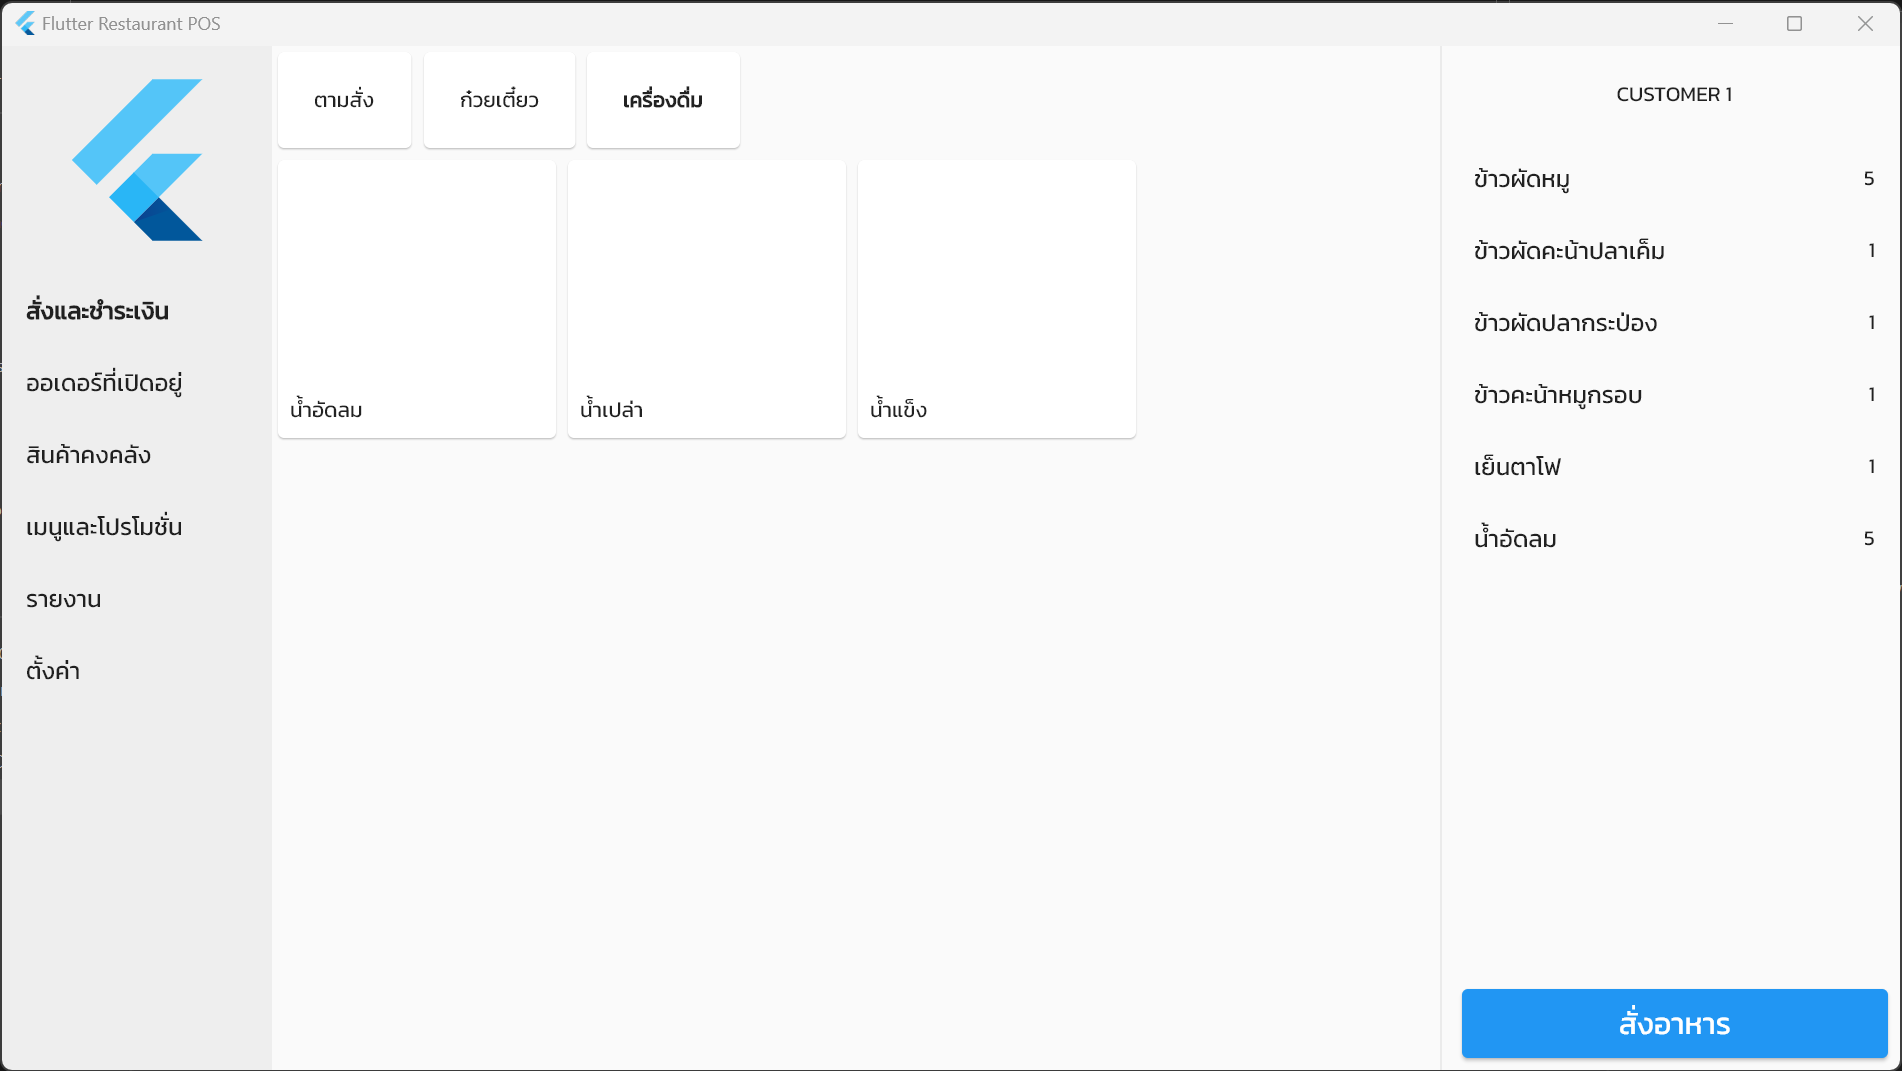 Flutter Restaurant POS
สั่งและชำระเงิน
ออเดอร์ที่เปิดอยู่
สินค้าคงคลัง
เมนูและโปรโมชั่น
รายงาน
ตั้งค่า
ตามสั่ง
ก๋วยเตี๋ยว
เครื่องดื่ม
น้ำอัดลม
น้ำเปล่า
น้ำแข็ง
CUSTOMER 1
ข้าวผัดหมู 5
ข้าวผัดคะน้าปลาเค็ม 1
ข้าวผัดปลากระป่อง 1
ข้าวคะน้าหมูกรอบ 1
เย็นตาโฟ 1
น้ำอัดลม 5
สั่งอาหาร